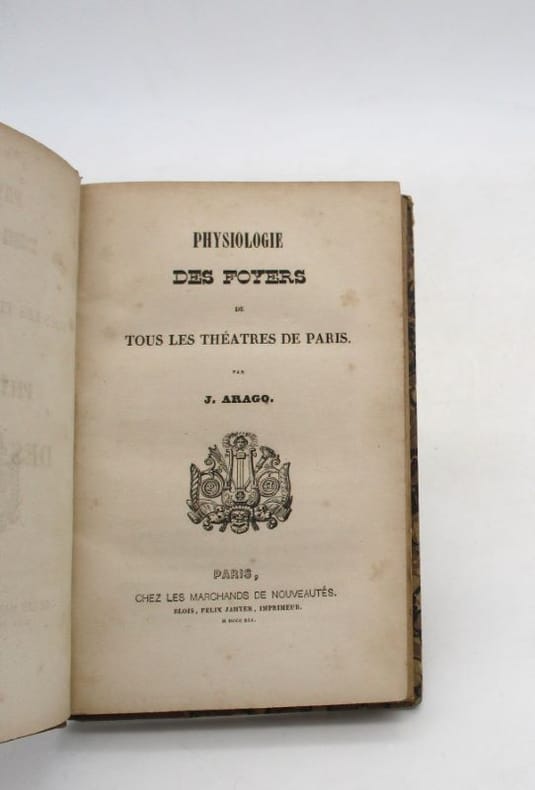 PHYSIOLOGIE
DES FOYERS
DE
TOUS LES THÉATRES DE PARIS.
PAR
J. ARAGO.
PARIS,
CHEZ LES MARCHANDS DE NOUVEAUTÉS.
BLOIS, FELIX JAHYER, IMPRIMEUR.